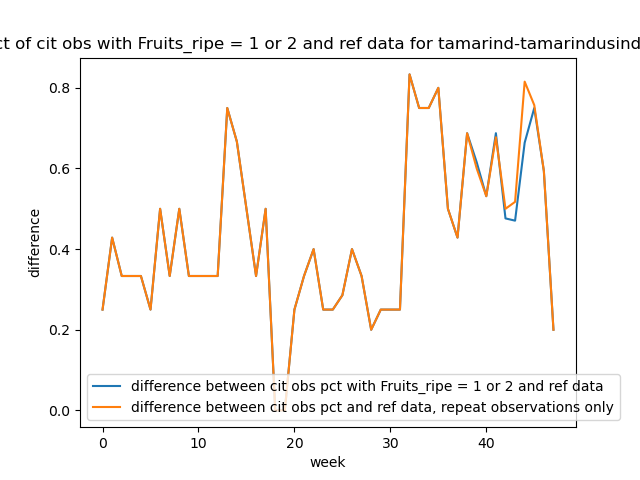 ct of cit obs with Fruits_ripe = 1 or 2 and ref data for tamarind-tamarindusind
0.8
0.6
0.4
0.2
0.0
difference
difference between cit obs pct with Fruits_ripe = 1 or 2 and ref data
difference between cit obs pct and ref data, repeat observations only
0 10 20 30 40
week